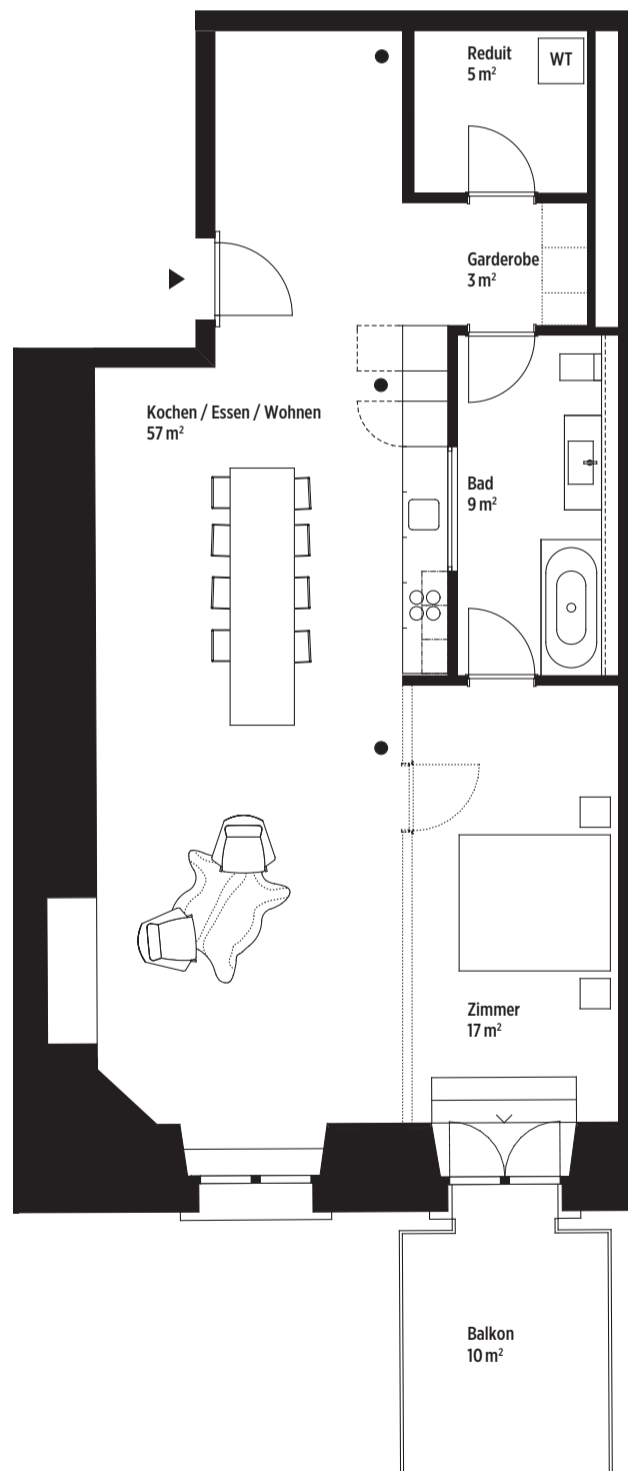 Reduit
5 m²
WT
Garderobe
3 m²
Kochen / Essen / Wohnen
57 m²
Bad
9 m²
Zimmer
17 m²
Balkon
10 m²